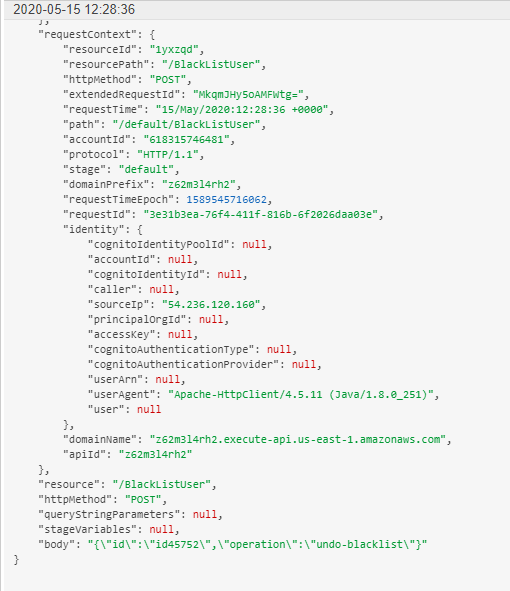 2020-05-15 12:28:36
],
"requestContext": {
"resourceId": "1yxzqd",
"resourcePath": "/BlackListUser",
"httpMethod": "POST",
"extendedRequestId": "MkqmJHy5oAMFWtg=",
"requestTime": "15/May/2020:12:28:36 +0000",
"path": "/default/BlackListUser",
"accountId": "618315746481",
"protocol": "HTTP/1.1",
"stage": "default",
"domainPrefix": "z62m3l4rh2",
"requestTimeEpoch": 1589545716062,
"requestId": "3e31b3ea-76f4-411f-816b-6f2026daa03e",
"identity": {
"cognitoIdentityPoolId": null,
"accountId": null,
"cognitoIdentityId": null,
"caller": null,
"sourceIp": "54.236.120.160",
"principalOrgId": null,
"accessKey": null,
"cognitoAuthenticationType": null,
"cognitoAuthenticationProvider": null,
"userArn": null,
"userAgent": "Apache-HttpClient/4.5.11 (Java/1.8.0_251)",
"user": null
},
"domainName": "z62m3l4rh2.execute-api.us-east-1.amazonaws.com",
"apiId": "z62m3l4rh2"
},
"resource": "/BlackListUser",
"httpMethod": "POST",
"queryStringParameters": null,
"stageVariables": null,
"body": "{\"id\":\"id45752\",\"operation\":\"undo-blacklist\"}"
}